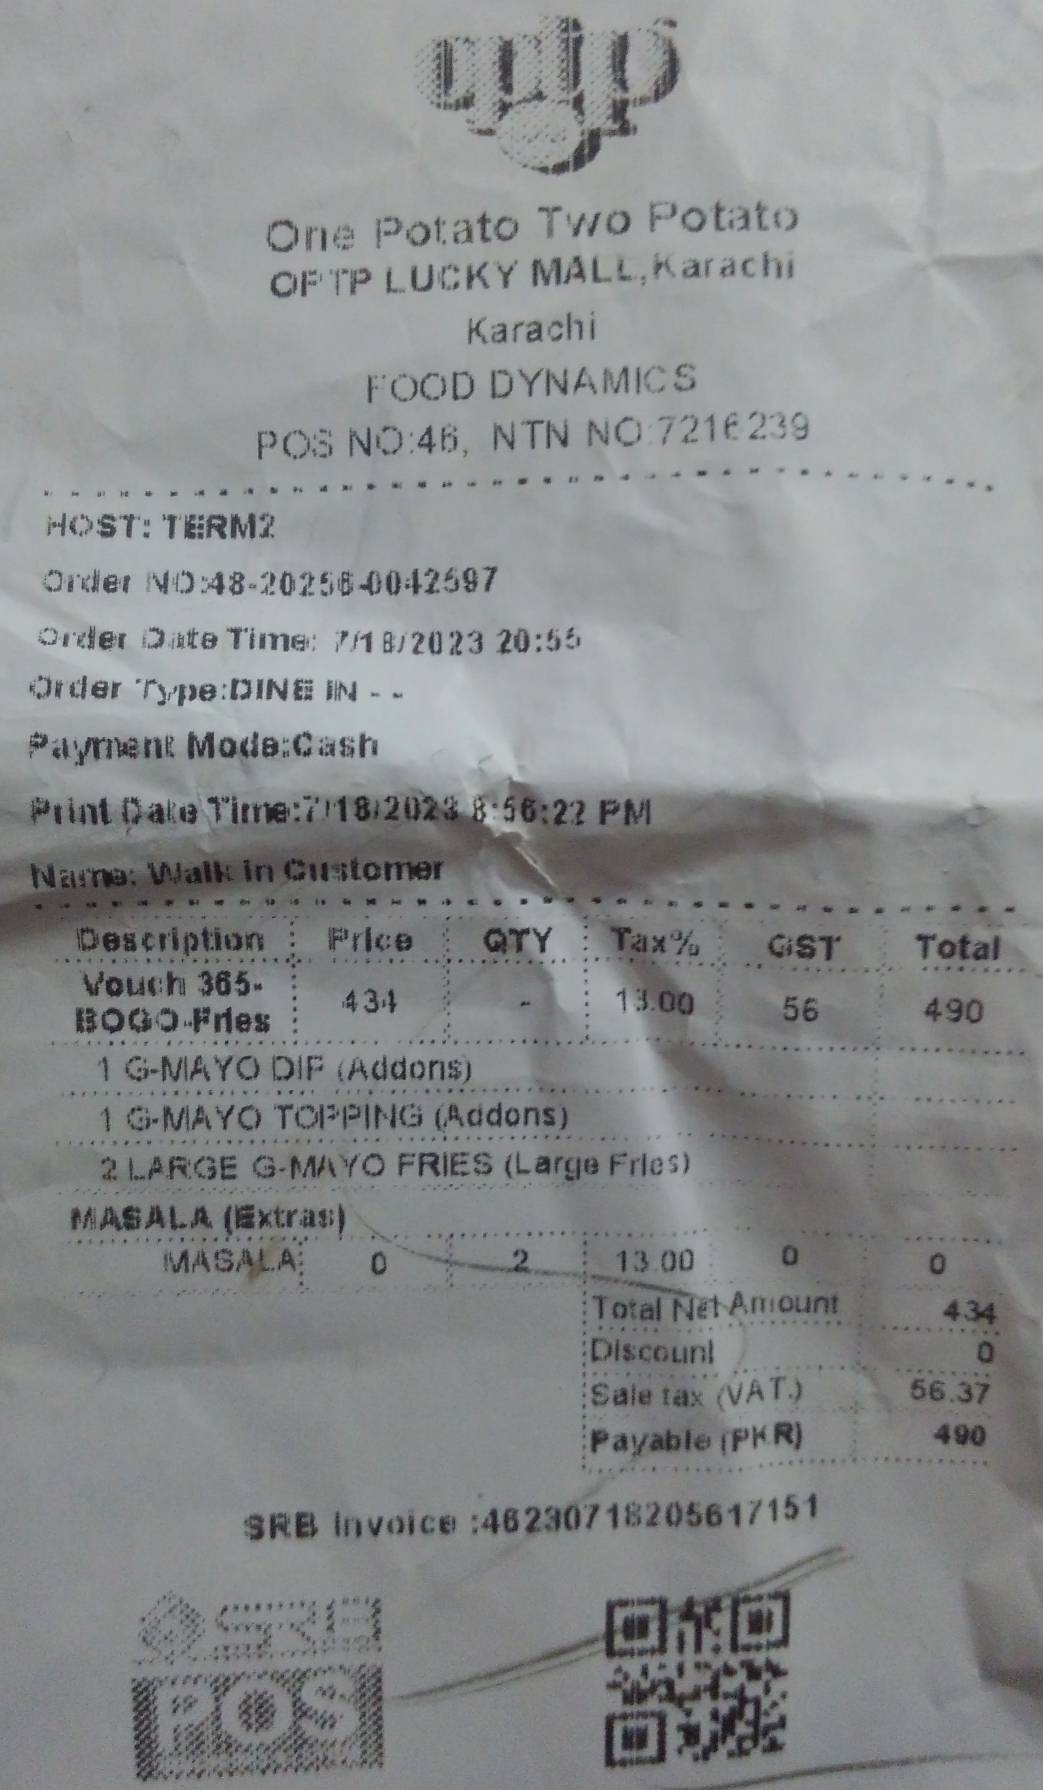 optp
One Potato Two Potato
OPTP LUCKY MALL,Karachi
Karachi
FOOD DYNAMICS
POS NO:46, NTN NO:7216239
HOST: TERM2
Order NO:48-20256-0042697
Order Date Time: 7/18/2023 20:55
Order Type:DINE IN - -
Payment Mode:Cash
Print Date Time:7/18/2023 8:56:22 PM
Name: Walk in Customer
Description Price QTY Tax% GST Total
Vouch 365-
BOGO-Fries 434 - 13.00 56 490
1 G-MAYO DIP (Addons)
1 G-MAYO TOPPING (Addons)
2 LARGE G-MAYO FRIES (Large Fries)
MASALA (Extras)
MASALA 0 2 13.00 0 0
Total Net Amount 434
Discount 0
Sale tax (VAT.) 56.37
Payable (PKR) 490
SRB Invoice :46230718205617151
SRB
POS